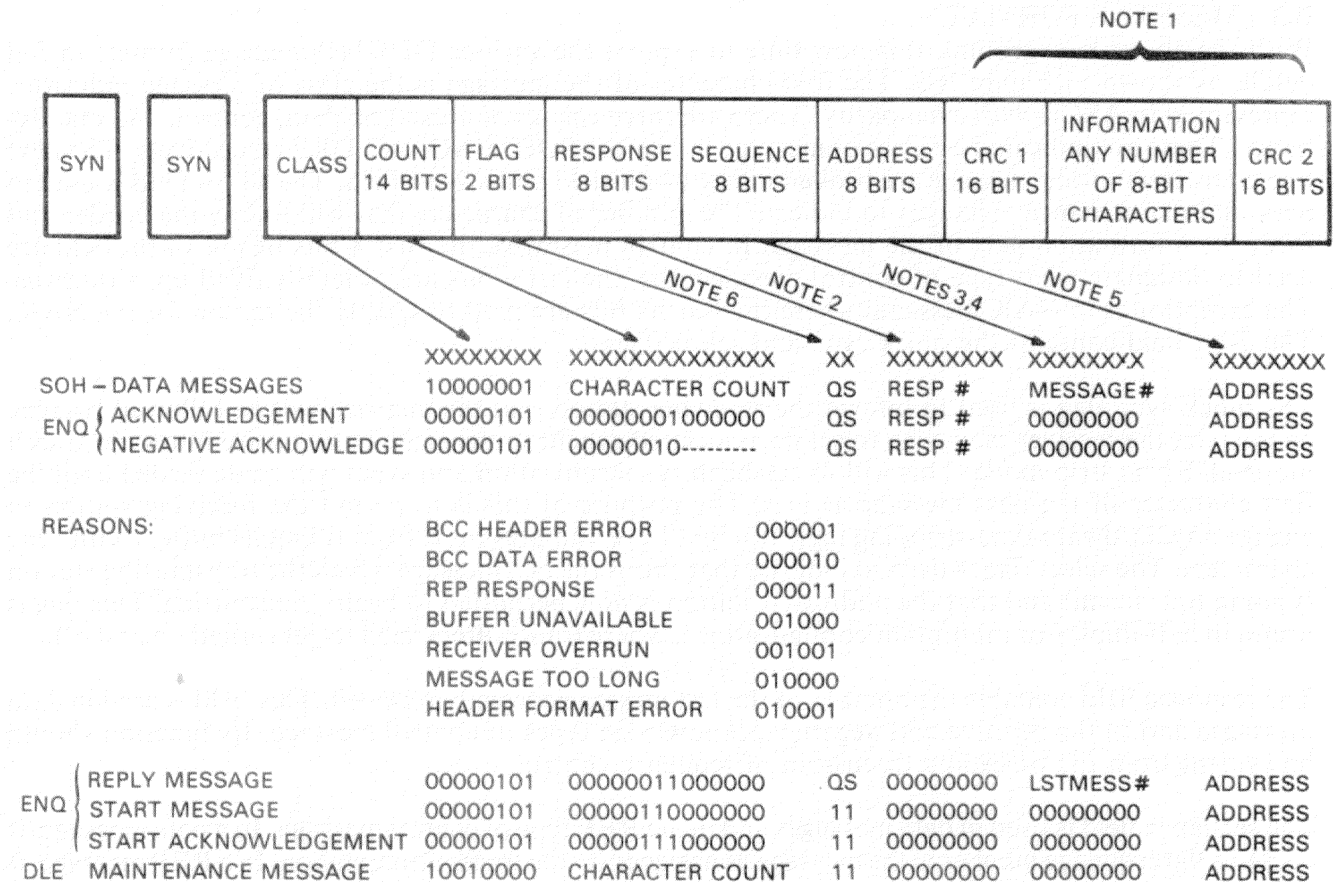 NOTE 1
SYN SYN CLASS COUNT 14 BITS FLAG 2 BITS RESPONSE 8 BITS SEQUENCE 8 BITS ADDRESS 8 BITS CRC 1 16 BITS INFORMATION ANY NUMBER OF 8-BIT CHARACTERS CRC 2 16 BITS
NOTE 6 NOTE 2 NOTES 3,4 NOTE 5
XXXXXXXX XXXXXXXXXXXXXX XX XXXXXXXX XXXXXXXX XXXXXXXX
SOH – DATA MESSAGES 10000001 CHARACTER COUNT QS RESP # MESSAGE# ADDRESS
ENQ { ACKNOWLEDGEMENT 00000101 00000001000000 QS RESP # 00000000 ADDRESS
NEGATIVE ACKNOWLEDGE 00000101 00000010--------- QS RESP # 00000000 ADDRESS
REASONS: BCC HEADER ERROR 000001
BCC DATA ERROR 000010
REP RESPONSE 000011
BUFFER UNAVAILABLE 001000
RECEIVER OVERRUN 001001
MESSAGE TOO LONG 010000
HEADER FORMAT ERROR 010001
ENQ { REPLY MESSAGE 00000101 00000011000000 QS 00000000 LSTMESS# ADDRESS
START MESSAGE 00000101 00000110000000 11 00000000 00000000 ADDRESS
START ACKNOWLEDGEMENT 00000101 00000111000000 11 00000000 00000000 ADDRESS
DLE MAINTENANCE MESSAGE 10010000 CHARACTER COUNT 11 00000000 00000000 ADDRESS